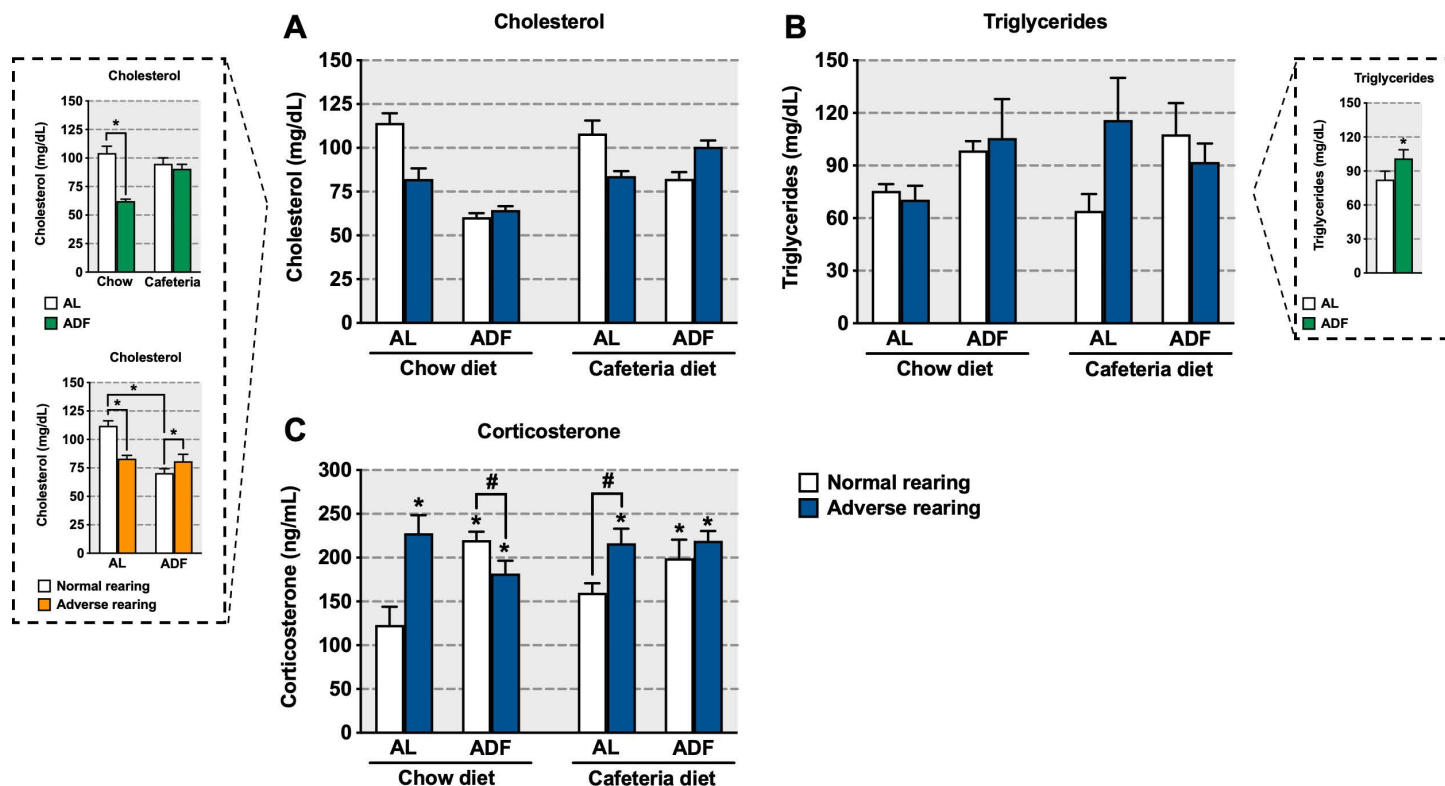 A
Cholesterol
Cholesterol (mg/dL)
150
125
100
75
50
25
0
AL ADF AL ADF
Chow diet Cafeteria diet
B
Triglycerides
Triglycerides (mg/dL)
150
120
90
60
30
0
AL ADF AL ADF
Chow diet Cafeteria diet
Cholesterol
Cholesterol (mg/dL)
150
125
100
75
50
25
0
*
Chow Cafeteria
AL
ADF
Cholesterol
Cholesterol (mg/dL)
150
125
100
75
50
25
0
*
* *
AL ADF
Normal rearing
Adverse rearing
Triglycerides
Triglycerides (mg/dL)
150
120
90
60
30
0
*
AL
ADF
C
Corticosterone
Corticosterone (ng/mL)
300
250
200
150
100
50
0
# #
* * * * * *
AL ADF AL ADF
Chow diet Cafeteria diet
Normal rearing
Adverse rearing